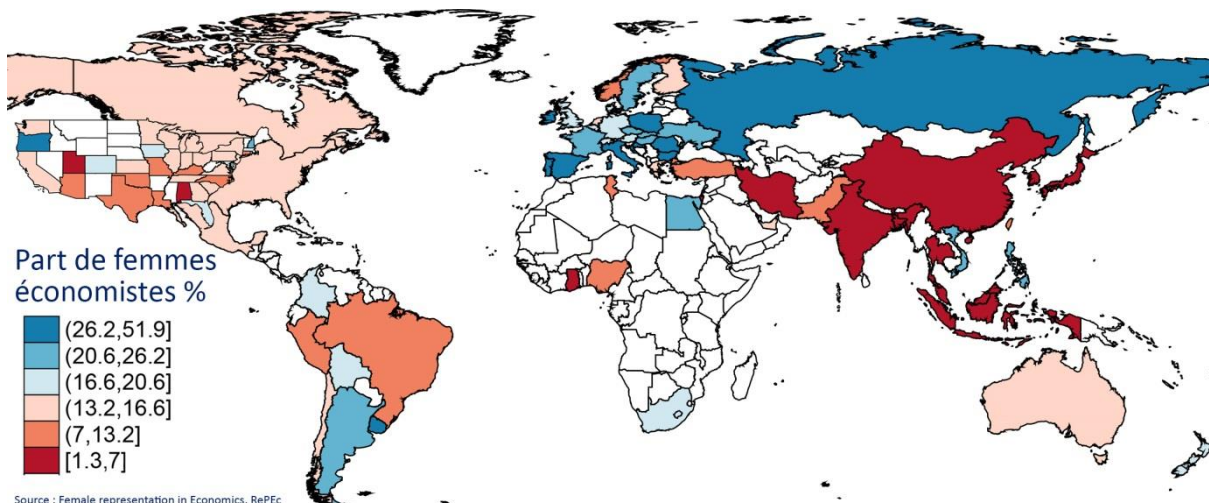 Part de femmes
économistes %
(26.2,51.9]
(20.6,26.2]
(16.6,20.6]
(13.2,16.6]
(7,13.2]
[1.3,7]
Source : Female representation in Economics, RePEc